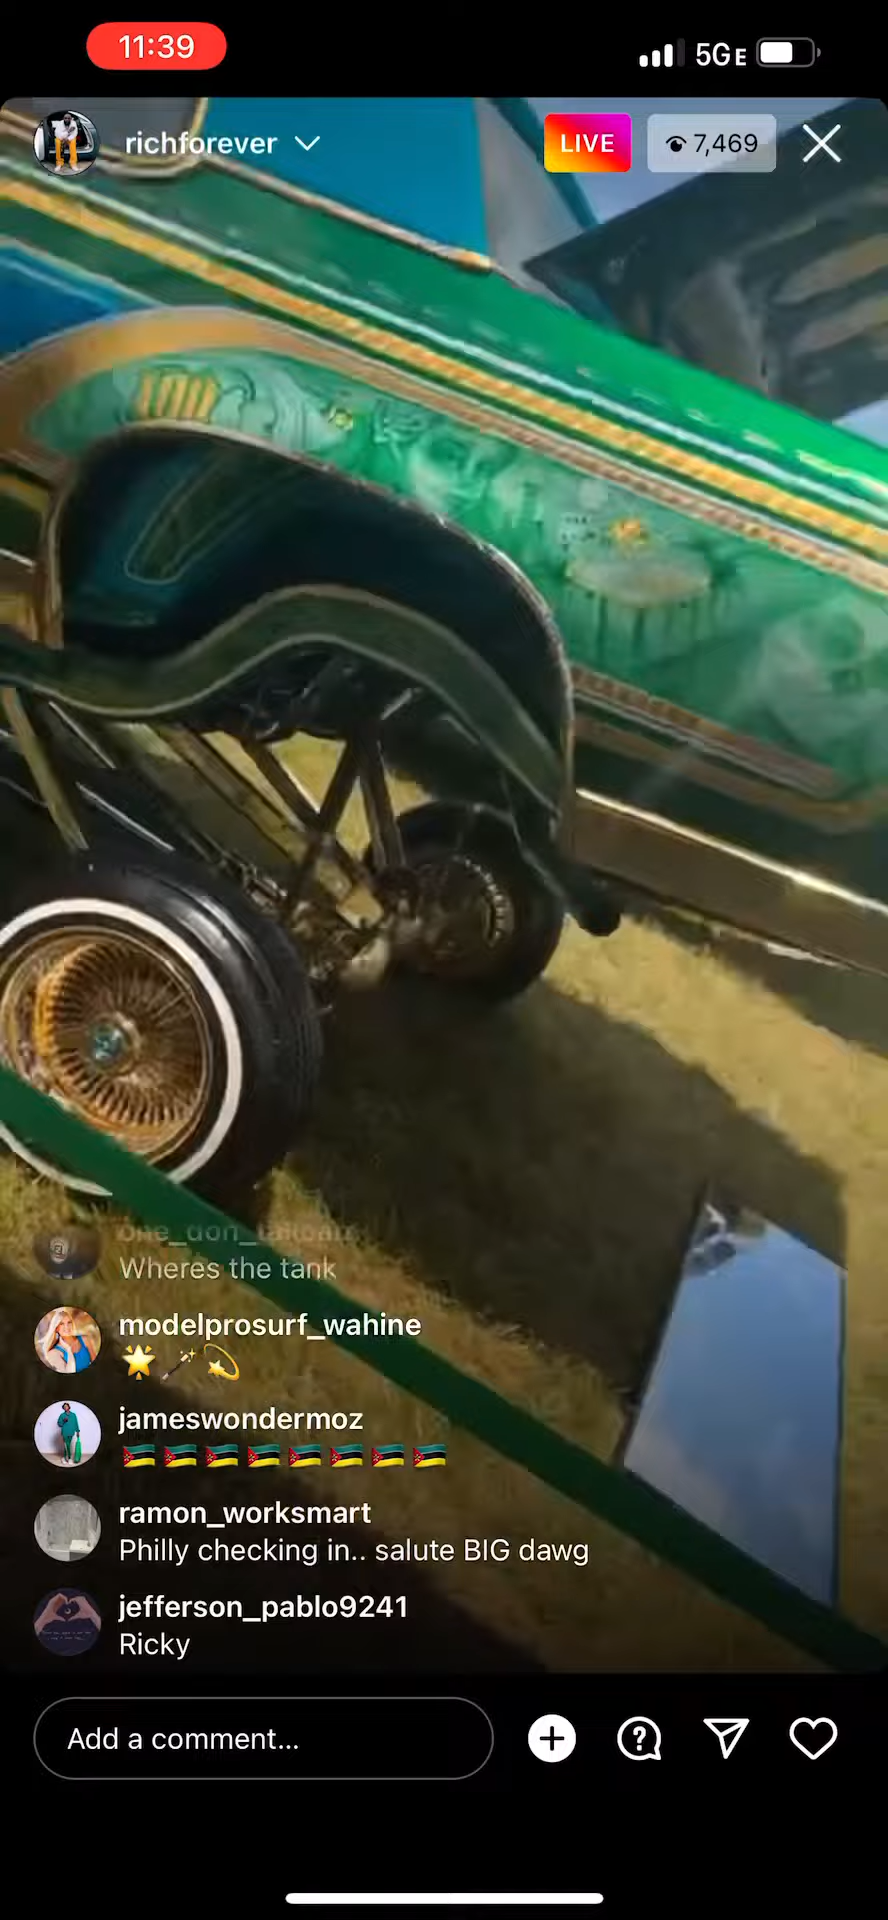 11:39
5GE
richforever
LIVE
7,469
100
Wheres the tank
modelprosurf_wahine
🌟 🪄 💫
jameswondermoz
🇲🇿 🇲🇿 🇲🇿 🇲🇿 🇲🇿 🇲🇿 🇲🇿 🇲🇿
ramon_worksmart
Philly checking in.. salute BIG dawg
jefferson_pablo9241
Ricky
Add a comment...